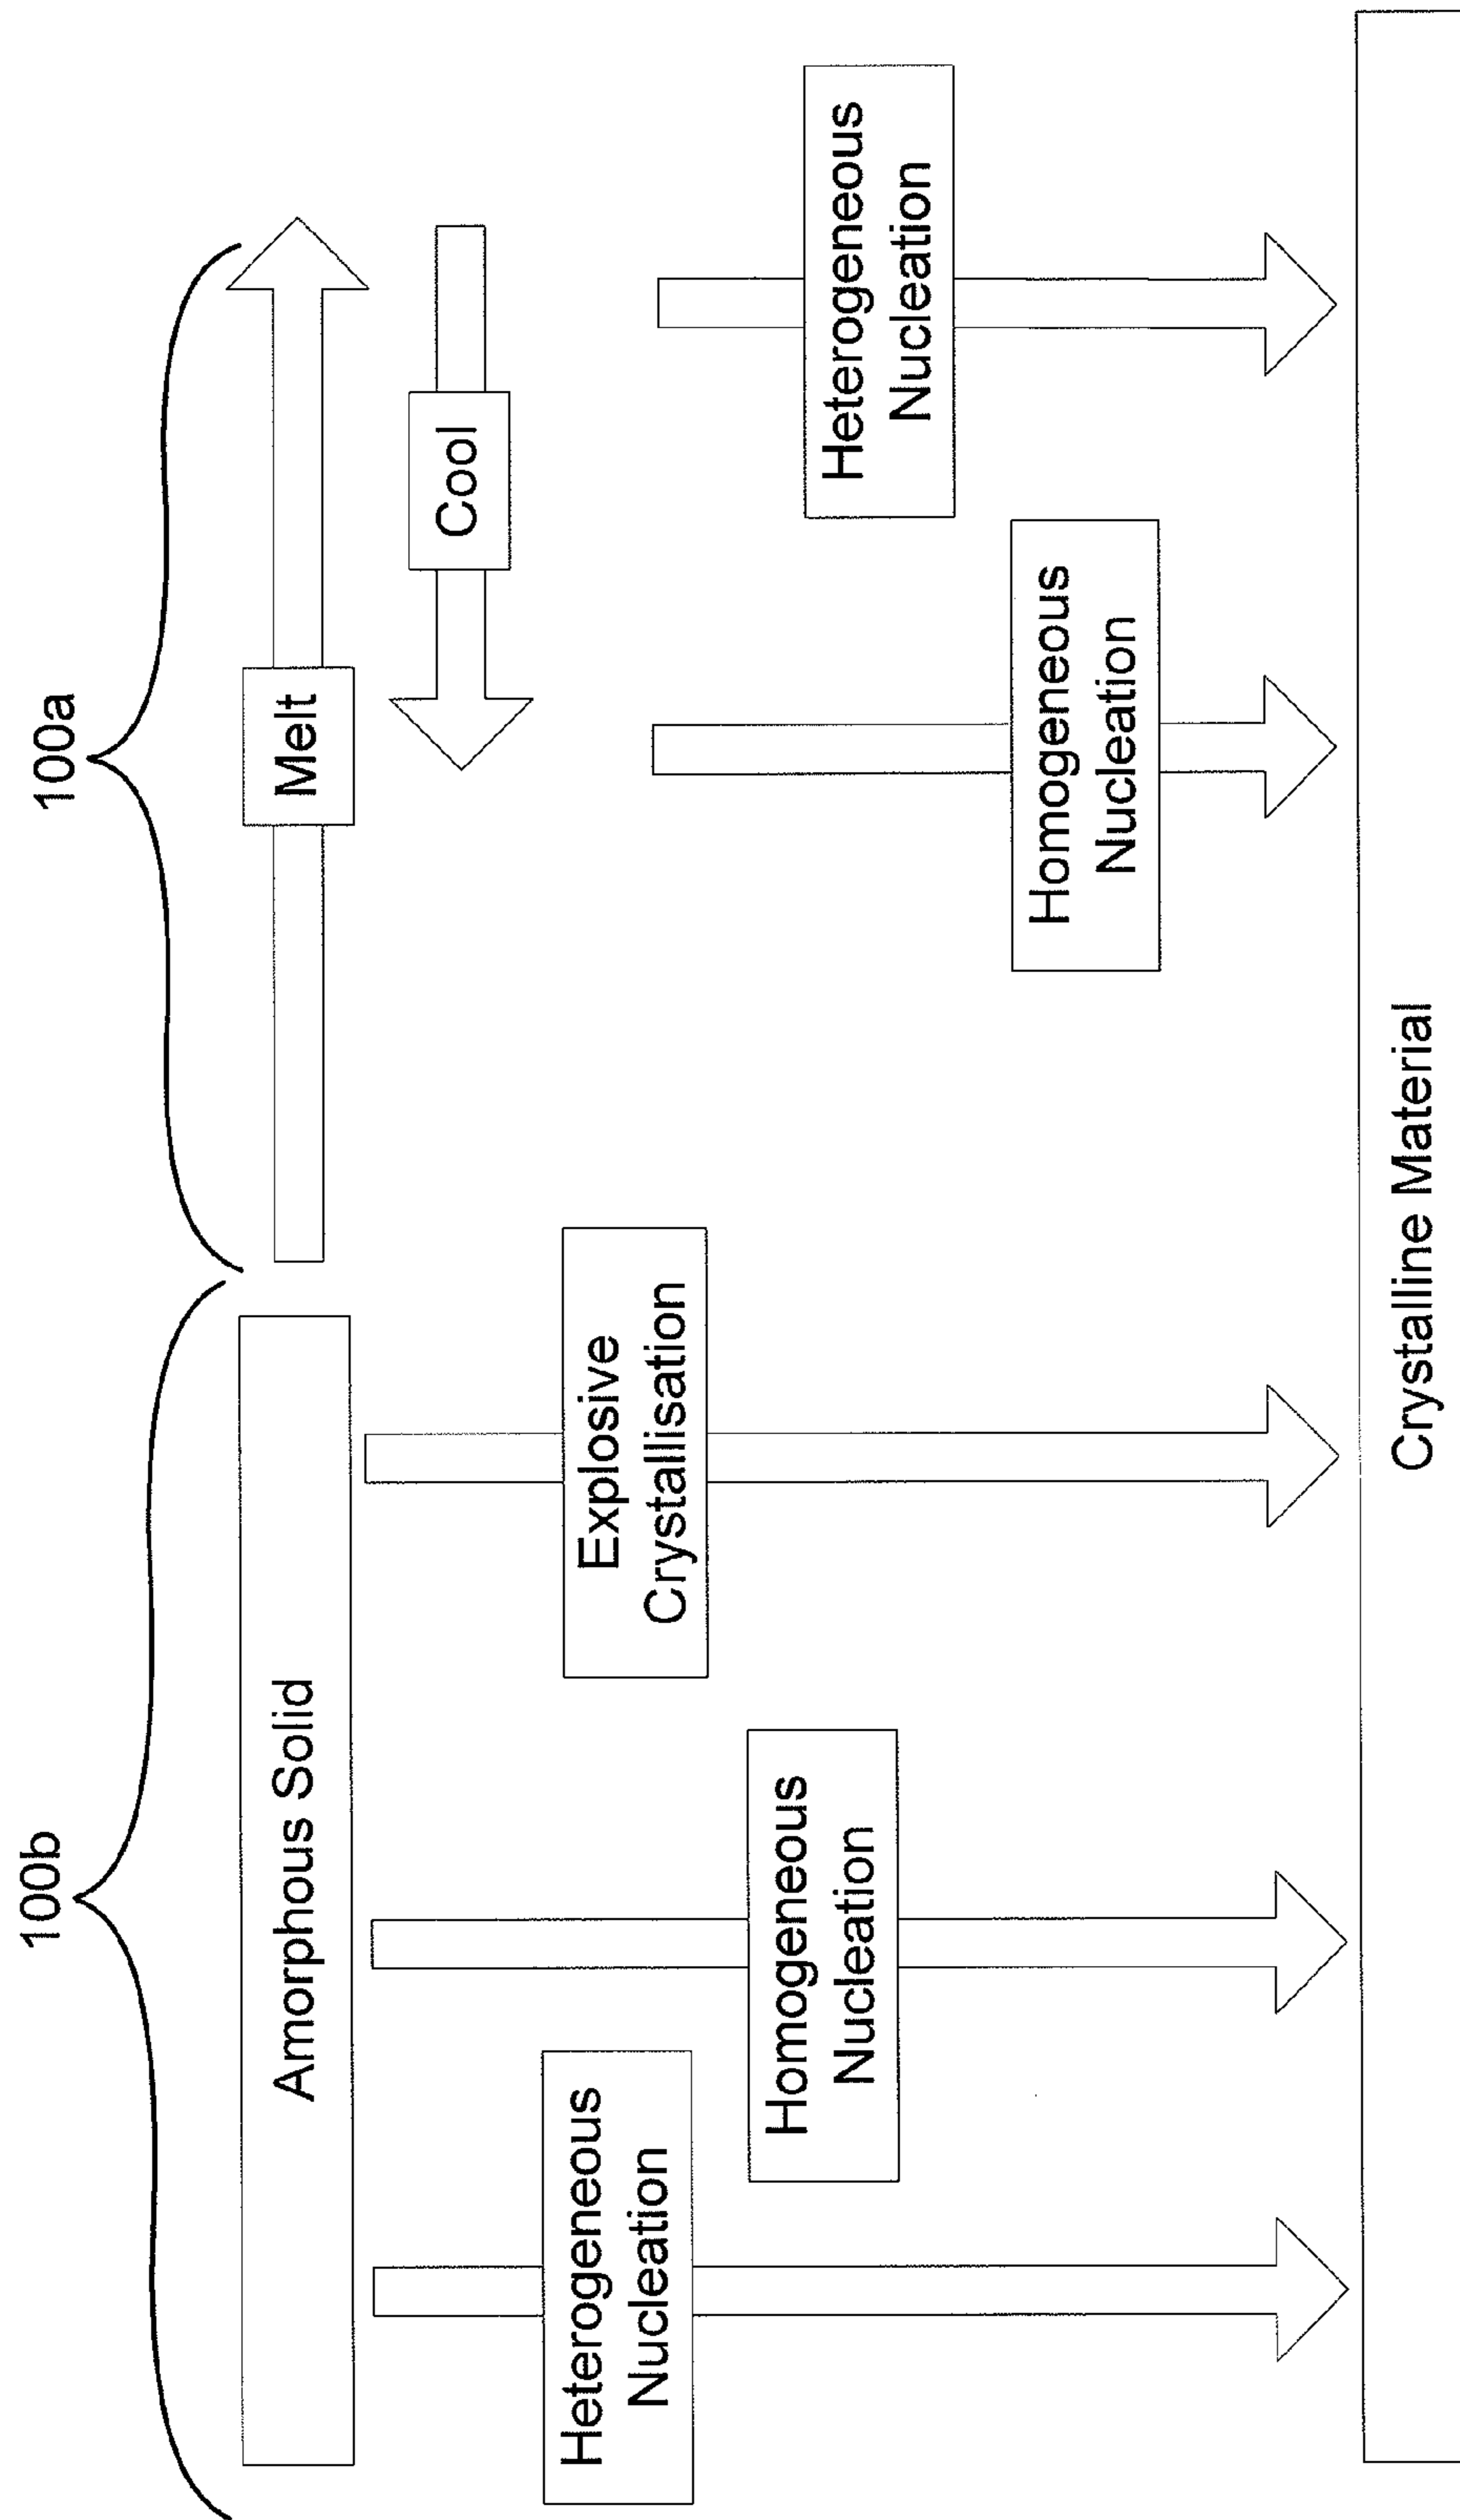 100b
100a
Amorphous Solid
Melt
Cool
Heterogeneous
Nucleation
Homogeneous
Nucleation
Explosive
Crystallisation
Homogeneous
Nucleation
Heterogeneous
Nucleation
Crystalline Material